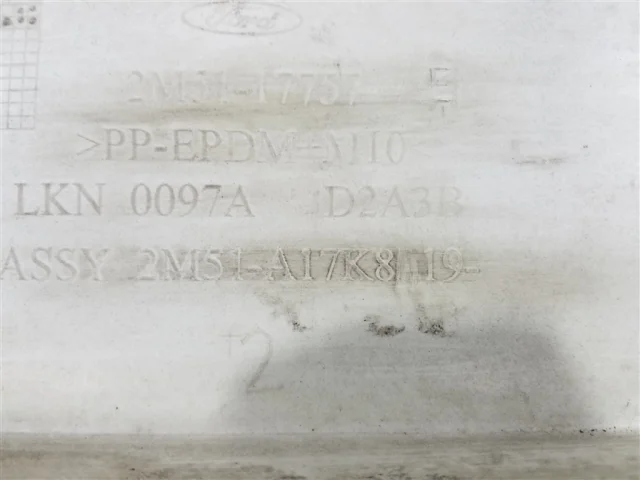 Ford
2M51-17757-
>PP-EPDM-M10
LKN 0097A D2A3B
ASSY 2M51-A17K819-
2